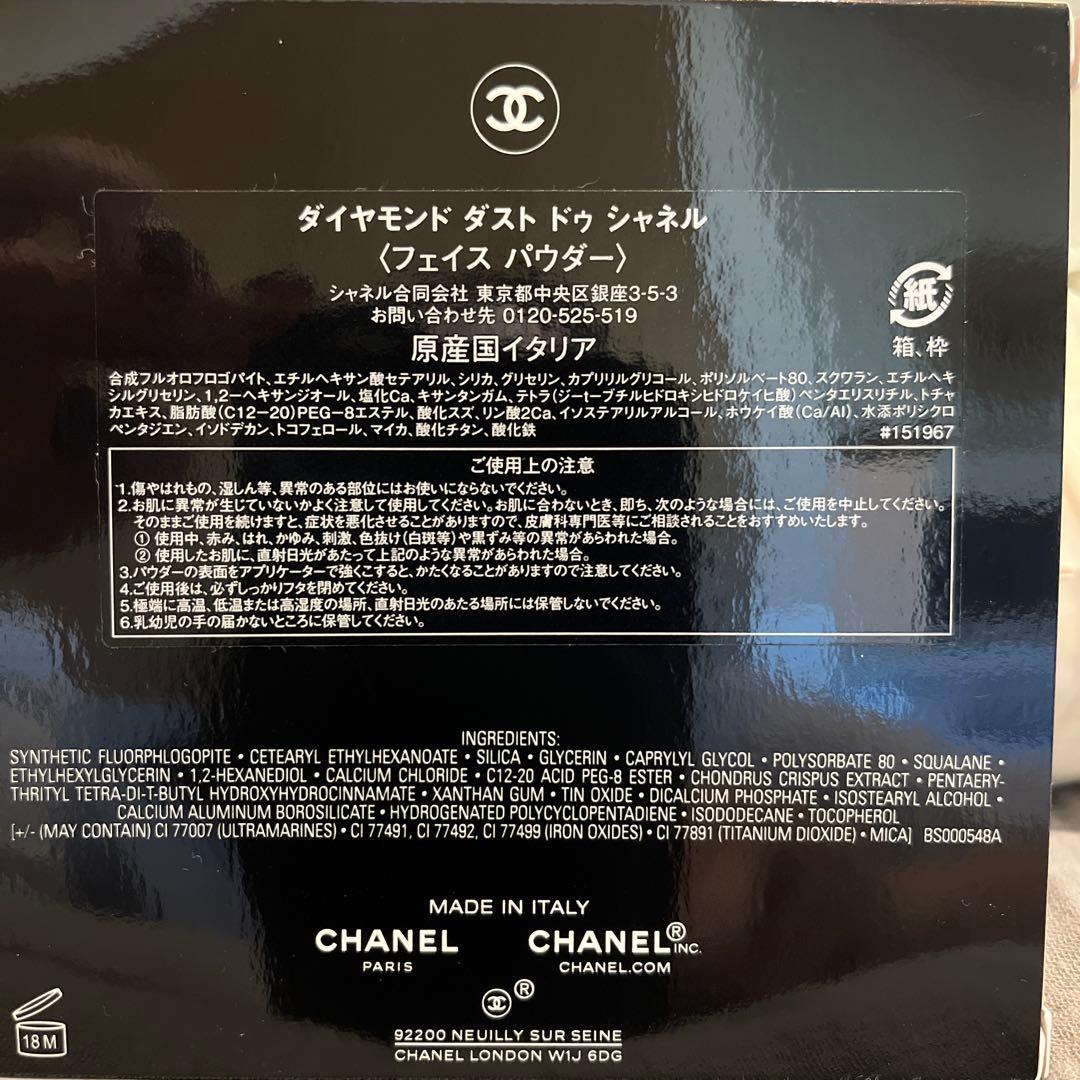 ダイヤモンド ダスト ドゥ シャネル
〈フェイス パウダー〉
シャネル合同会社 東京都中央区銀座3-5-3
お問い合わせ先 0120-525-519
原産国イタリア
紙
箱、枠
合成フルオロフロゴパイト、エチルヘキサン酸セテアリル、シリカ、グリセリン、カプリリルグリコール、ポリソルベート80、スクワラン、エチルヘキ
シルグリセリン、1,2-ヘキサンジオール、塩化Ca、キサンタンガム、テトラ(ジ-t-ブチルヒドロキシヒドロケイヒ酸)ペンタエリスリチル、トチャ
カエキス、脂肪酸(C12-20)PEG-8エステル、酸化スズ、リン酸2Ca、イソステアリルアルコール、ホウケイ酸(Ca/Al)、水添ポリシクロ
ペンタジエン、イソドデカン、トコフェロール、マイカ、酸化チタン、酸化鉄
#151967
ご使用上の注意
1.傷やはれもの、湿しん等、異常のある部位にはお使いにならないでください。
2.お肌に異常が生じていないかよく注意して使用してください。お肌に合わないとき、即ち、次のような場合には、ご使用を中止してください。
そのままご使用を続けますと、症状を悪化させることがありますので、皮膚科専門医等にご相談されることをおすすめいたします。
① 使用中、赤み、はれ、かゆみ、刺激、色抜け(白斑等)や黒ずみ等の異常があらわれた場合。
② 使用したお肌に、直射日光があたって上記のような異常があらわれた場合。
3.パウダーの表面をアプリケーターで強くこすると、かたくなることがありますので注意してください。
4.ご使用後は、必ずしっかりフタを閉めてください。
5.極端に高温、低温または高湿度の場所、直射日光のあたる場所には保管しないでください。
6.乳幼児の手の届かないところに保管してください。
INGREDIENTS:
SYNTHETIC FLUORPHLOGOPITE • CETEARYL ETHYLHEXANOATE • SILICA • GLYCERIN • CAPRYLYL GLYCOL • POLYSORBATE 80 • SQUALANE •
ETHYLHEXYLGLYCERIN • 1,2-HEXANEDIOL • CALCIUM CHLORIDE • C12-20 ACID PEG-8 ESTER • CHONDRUS CRISPUS EXTRACT • PENTAERY-
THRITYL TETRA-DI-T-BUTYL HYDROXYHYDROCINNAMATE • XANTHAN GUM • TIN OXIDE • DICALCIUM PHOSPHATE • ISOSTEARYL ALCOHOL •
CALCIUM ALUMINUM BOROSILICATE • HYDROGENATED POLYCYCLOPENTADIENE • ISODODECANE • TOCOPHEROL
[+/- (MAY CONTAIN) CI 77007 (ULTRAMARINES) • CI 77491, CI 77492, CI 77499 (IRON OXIDES) • CI 77891 (TITANIUM DIOXIDE) • MICA] BS000548A
MADE IN ITALY
CHANEL CHANEL® INC.
PARIS CHANEL.COM
®
18 M
92200 NEUILLY SUR SEINE
CHANEL LONDON W1J 6DG